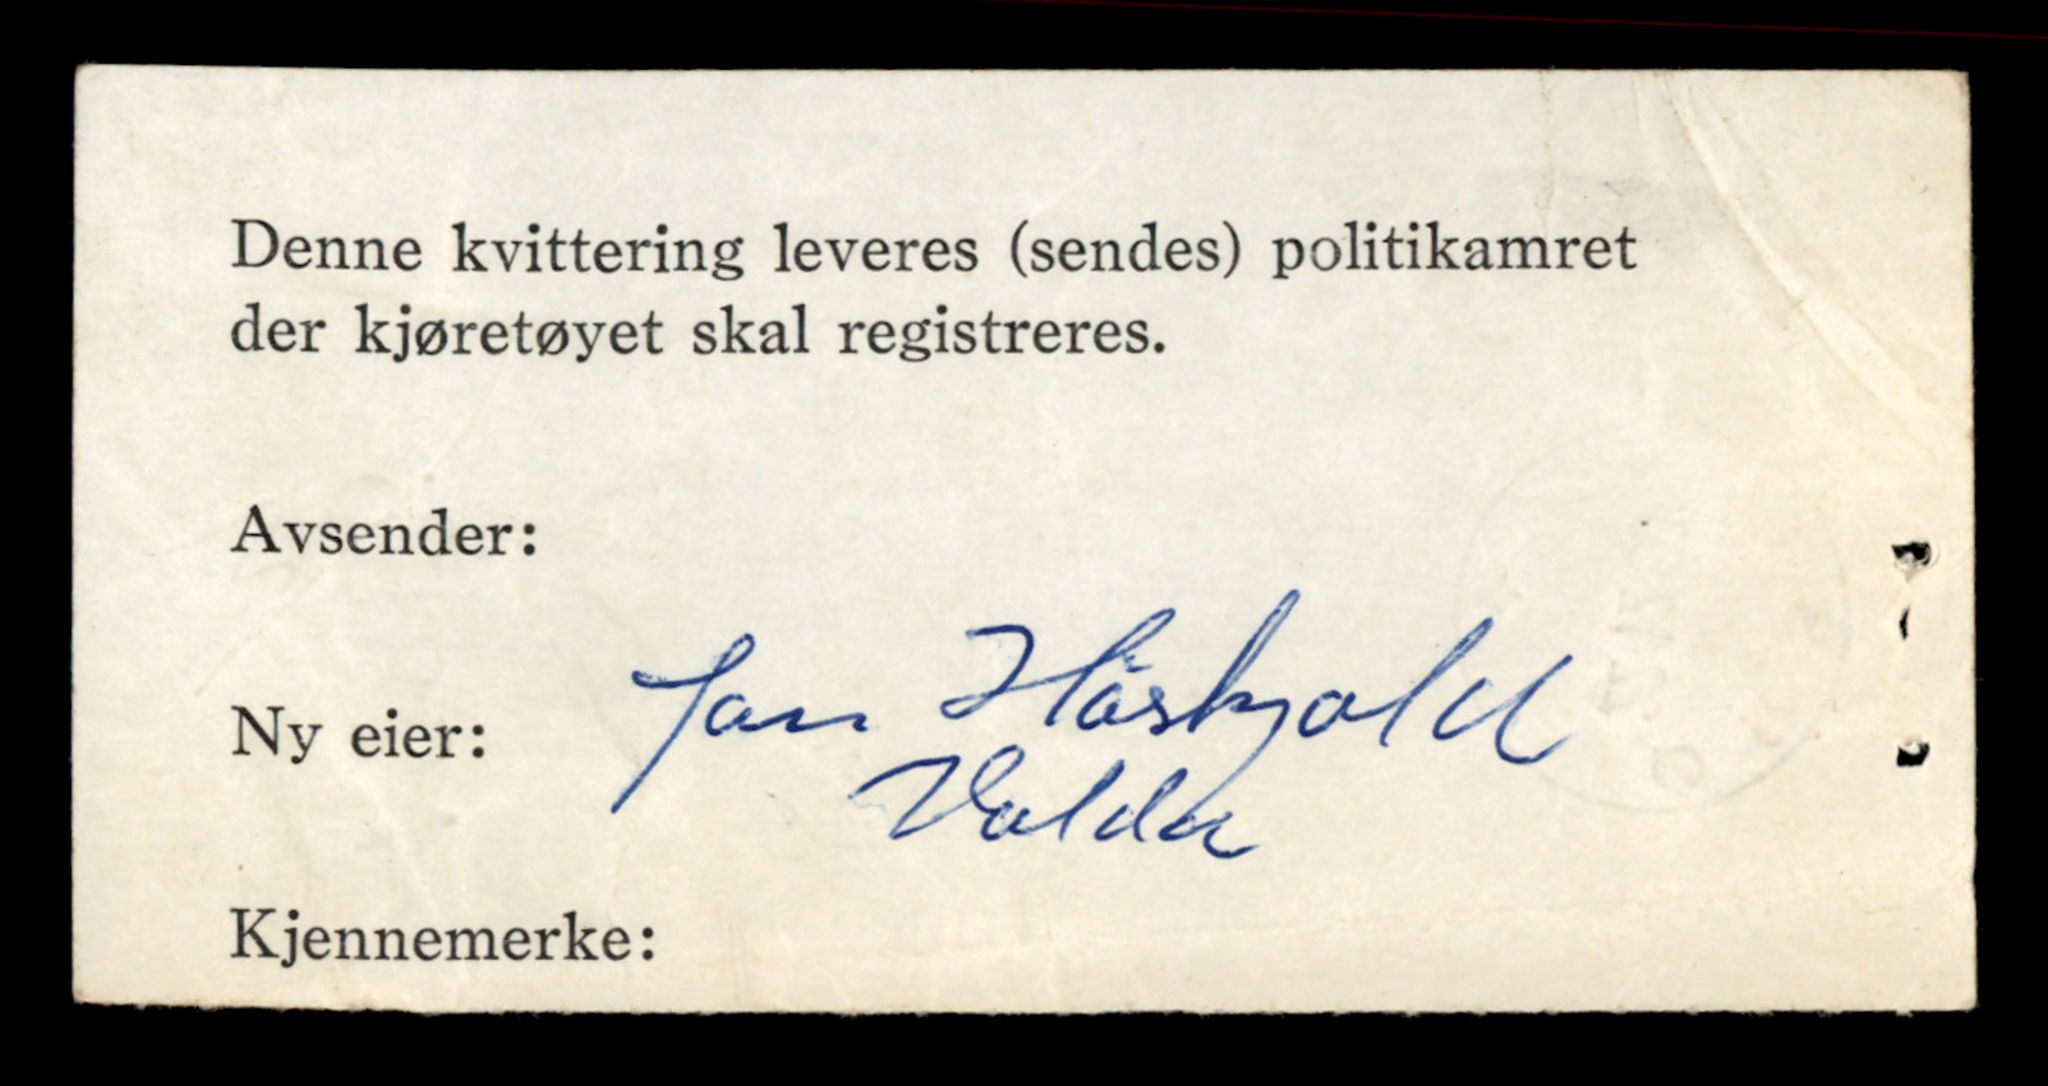 Denne kvittering leveres (sendes) politikamret
der kjøretøyet skal registreres.
Avsender:
Ny eier: Jan Håskjold
Volda
Kjennemerke: